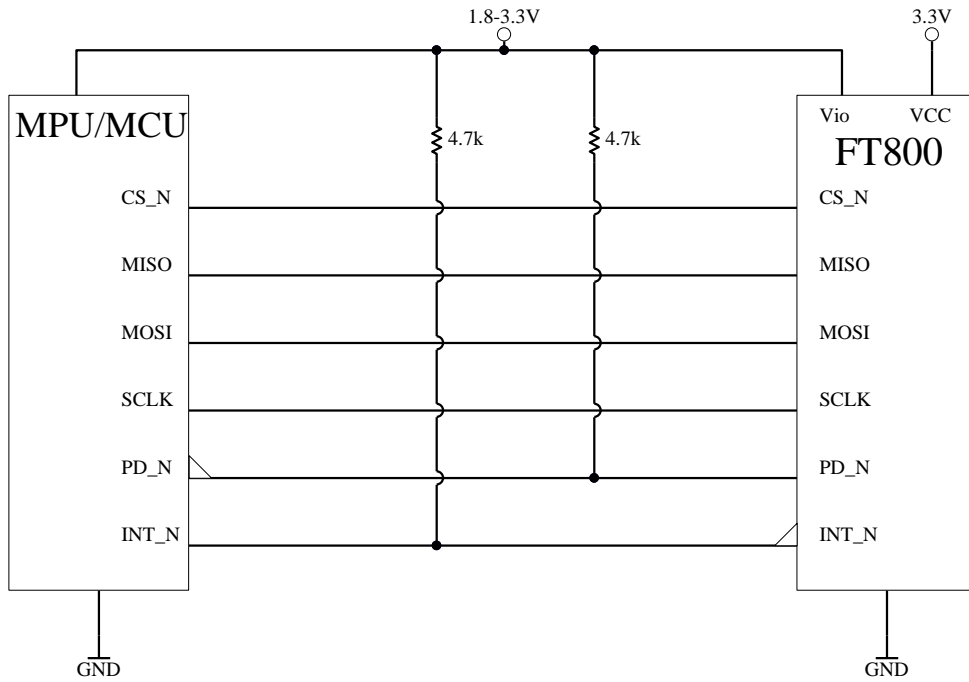 1.8-3.3V
3.3V
MPU/MCU
4.7k
4.7k
Vio
VCC
FT800
CS_N
CS_N
MISO
MISO
MOSI
MOSI
SCLK
SCLK
PD_N
PD_N
INT_N
INT_N
GND
GND